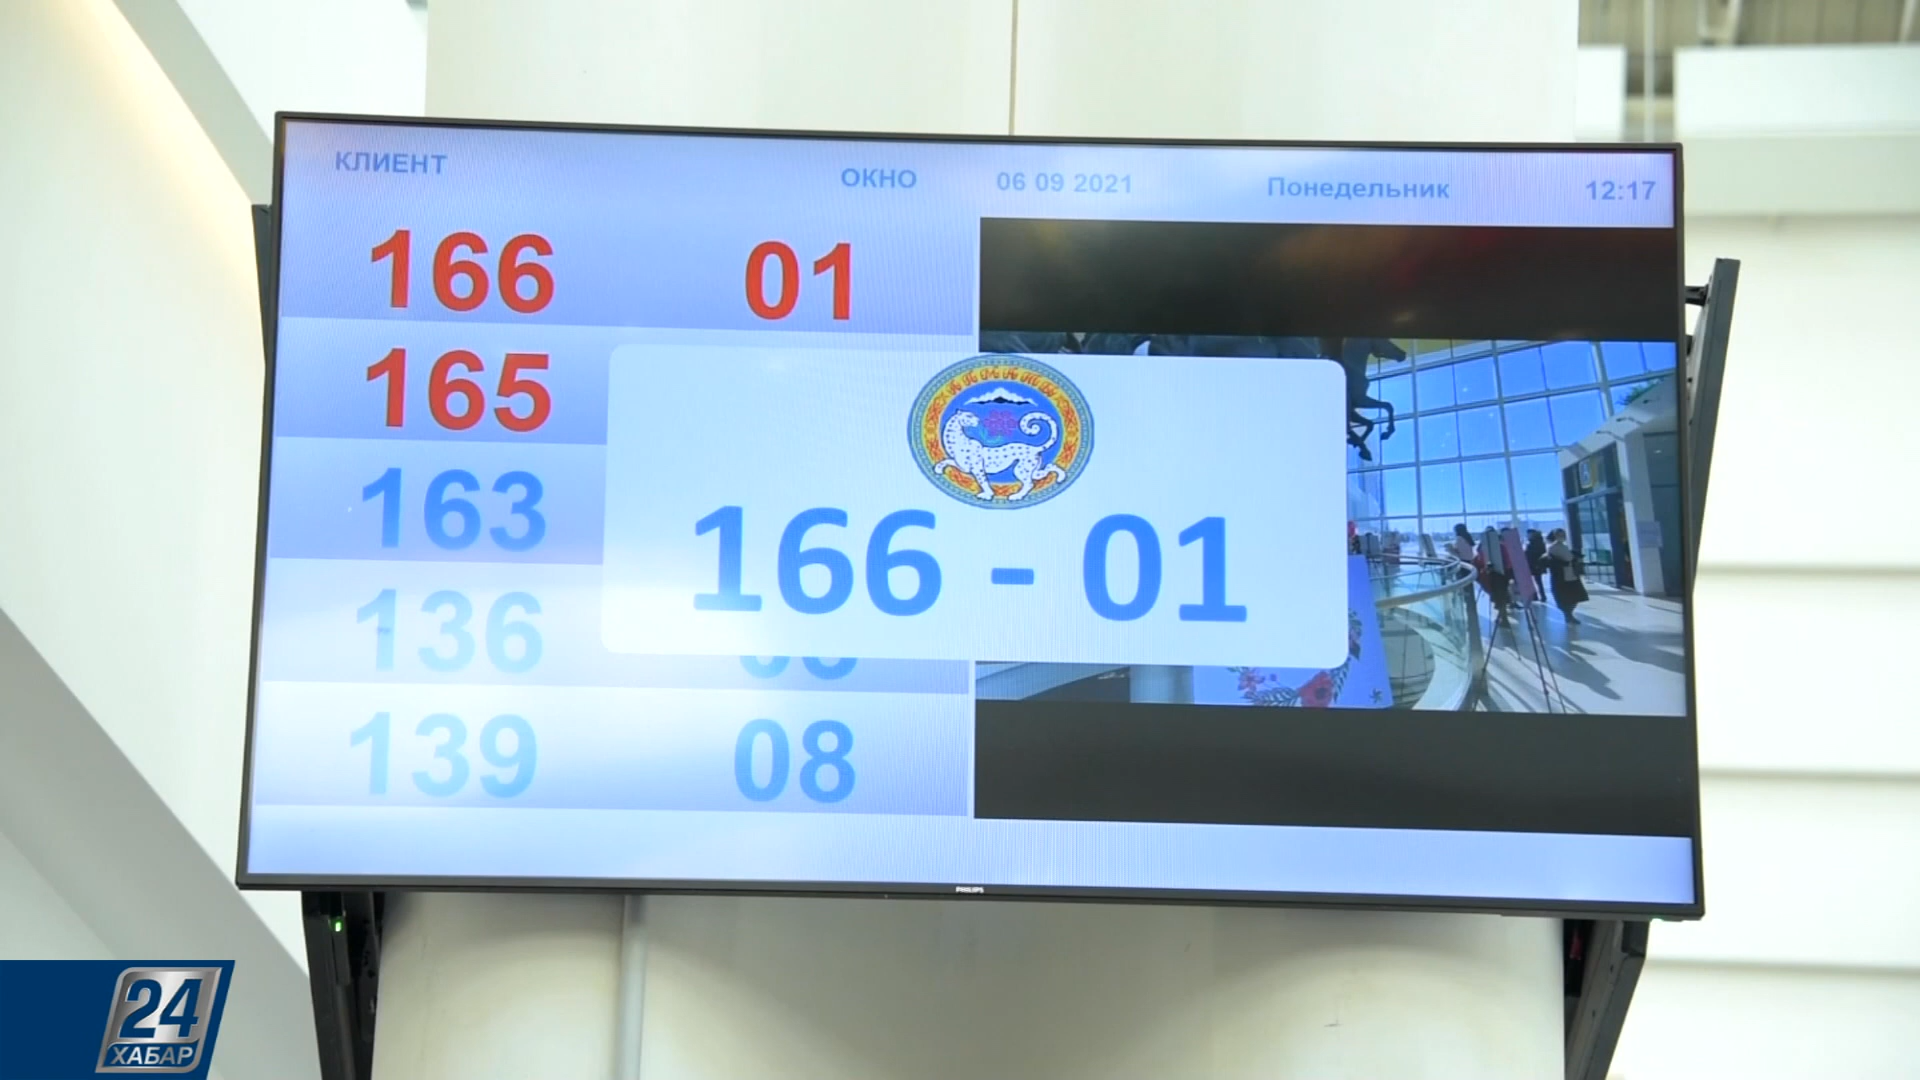 КЛИЕНТ ОКНО 06 09 2021 Понедельник 12:17
166 01
165
163
136
139 08
166 - 01
PHILIPS
24
ХАБАР